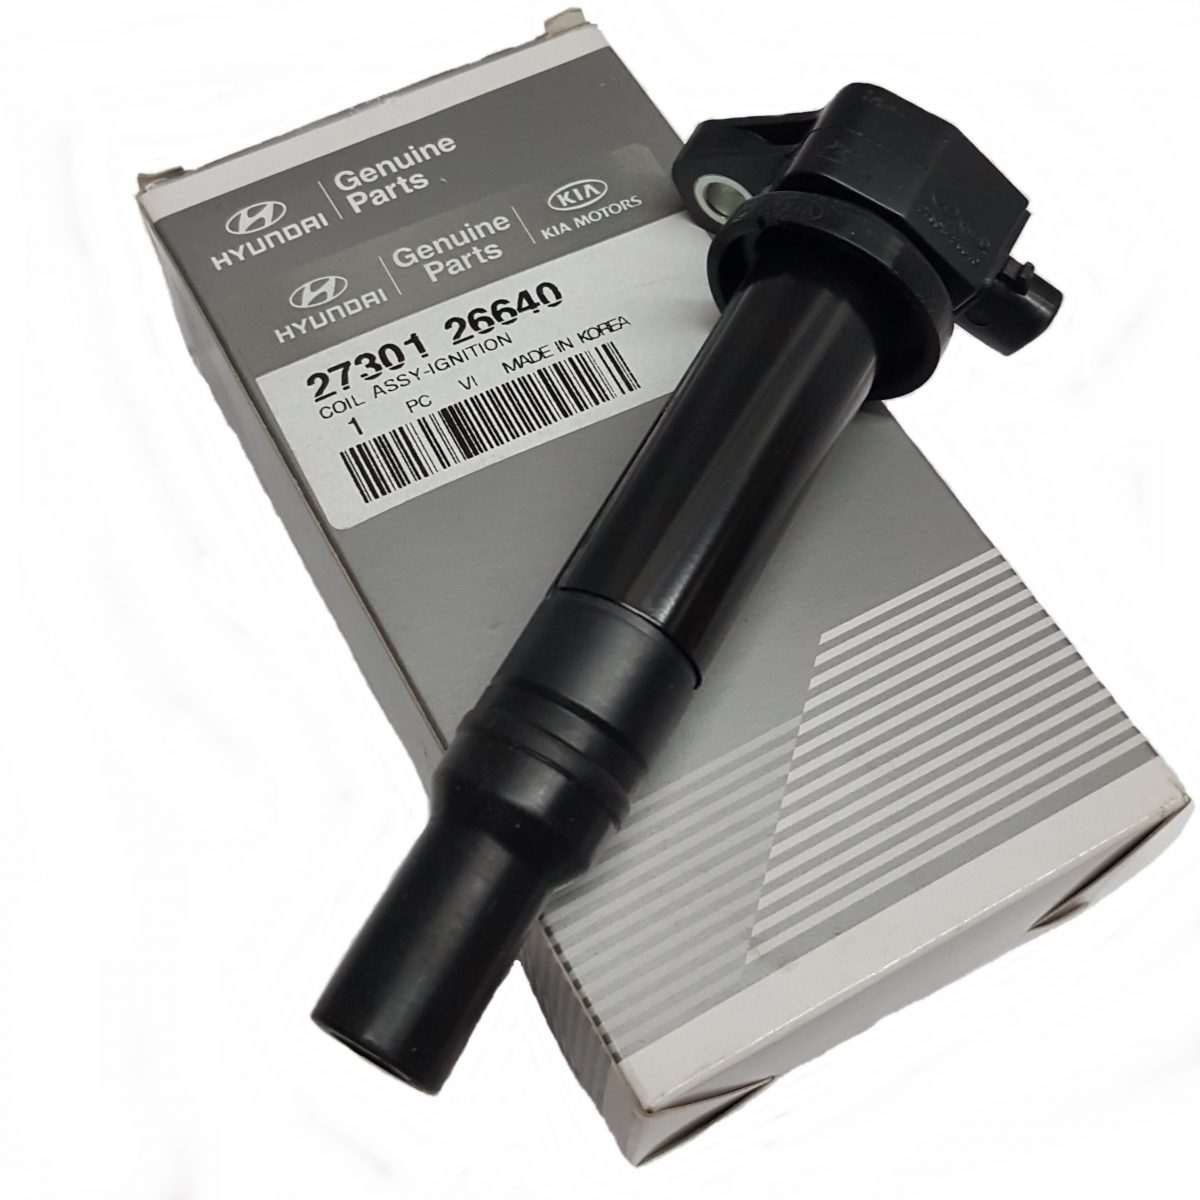 HYUNDAI
Genuine
Parts
HYUNDAI
Genuine
Parts
KIA
KIA MOTORS
27301 26640
COIL ASSY-IGNITION
1 PC VI MADE IN KOREA